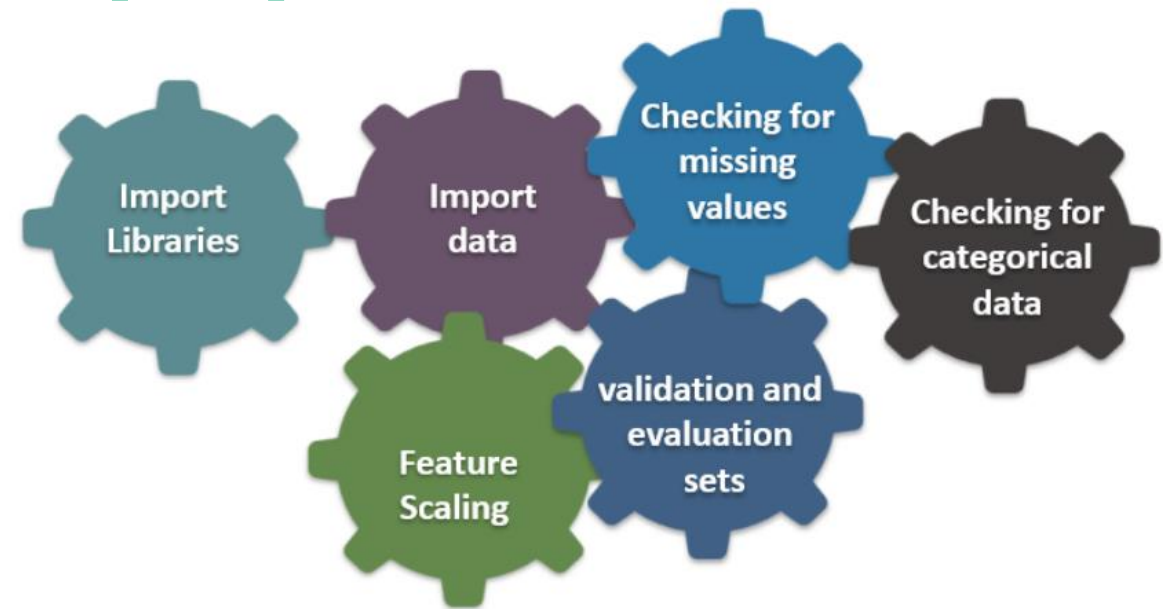 Import
Libraries
Import
data
Checking for
missing
values
Checking for
categorical
data
Feature
Scaling
validation and
evaluation
sets